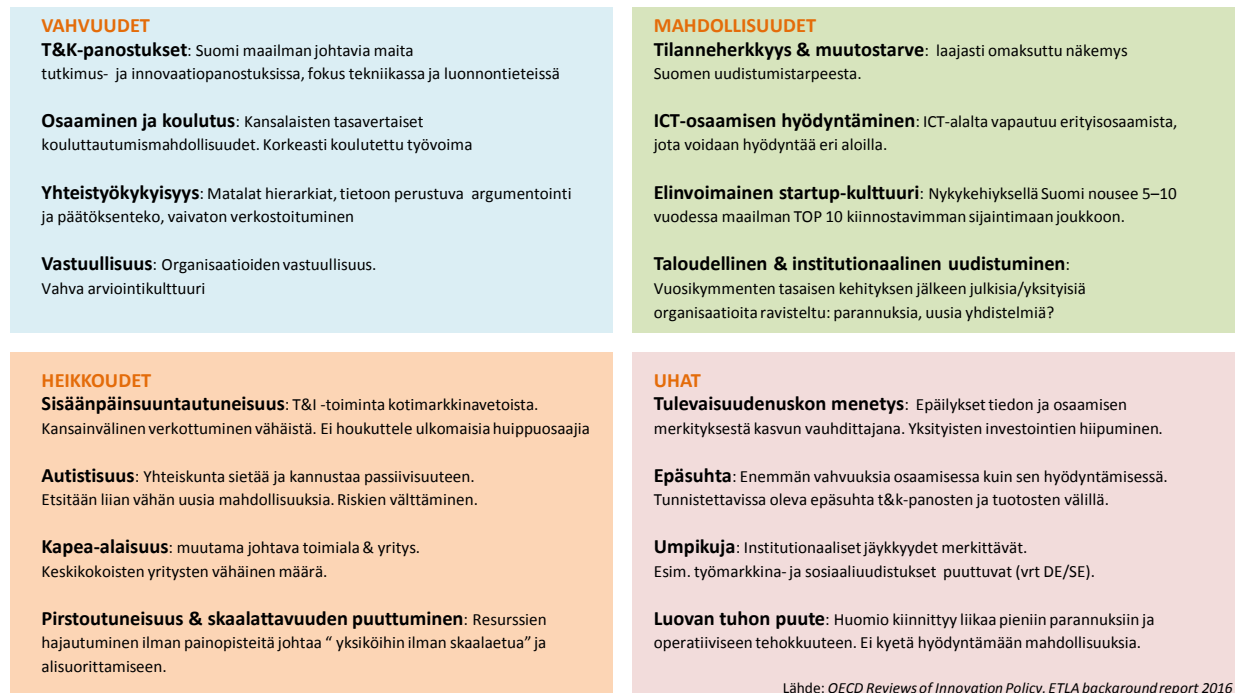 VAHVUUDET
T&K-panostukset: Suomi maailman johtavia maita
tutkimus- ja innovaatiopanostuksissa, fokus tekniikassa ja luonnontieteissä
Osaaminen ja koulutus: Kansalaisten tasavertaiset
kouluttautumismahdollisuudet. Korkeasti koulutettu työvoima
Yhteistyökykyisyys: Matalat hierarkiat, tietoon perustuva argumentointi
ja päätöksenteko, vaivaton verkostoituminen
Vastuullisuus: Organisaatioiden vastuullisuus.
Vahva arviointikulttuuri
MAHDOLLISUUDET
Tilanneherkkyys & muutostarve: laajasti omaksuttu näkemys
Suomen uudistumistarpeesta.
ICT-osaamisen hyödyntäminen: ICT-alalta vapautuu erityisosaamista,
jota voidaan hyödyntää eri aloilla.
Elinvoimainen startup-kulttuuri: Nykykehiyksellä Suomi nousee 5–10
vuodessa maailman TOP 10 kiinnostavimman sijaintimaan joukkoon.
Taloudellinen & institutionaalinen uudistuminen:
Vuosikymmenten tasaisen kehityksen jälkeen julkisia/yksityisiä
organisaatioita ravisteltu: parannuksia, uusia yhdistelmiä?
HEIKKOUDET
Sisäänpäinsuuntautuneisuus: T&I -toiminta kotimarkkinavetoista.
Kansainvälinen verkottuminen vähäistä. Ei houkuttele ulkomaisia huippuosaajia
Autistisuus: Yhteiskunta sietää ja kannustaa passiivisuuteen.
Etsitään liian vähän uusia mahdollisuuksia. Riskien välttäminen.
Kapea-alaisuus: muutama johtava toimiala & yritys.
Keskikokoisten yritysten vähäinen määrä.
Pirstoutuneisuus & skaalattavuuden puuttuminen: Resurssien
hajautuminen ilman painopisteitä johtaa “ yksiköihin ilman skaalaetua” ja
alisuorittamiseen.
UHAT
Tulevaisuudenuskon menetys: Epäilykset tiedon ja osaamisen
merkityksestä kasvun vauhdittajana. Yksityisten investointien hiipuminen.
Epäsuhta: Enemmän vahvuuksia osaamisessa kuin sen hyödyntämisessä.
Tunnistettavissa oleva epäsuhta t&k-panosten ja tuotosten välillä.
Umpikuja: Institutionaaliset jäykkyydet merkittävät.
Esim. työmarkkina- ja sosiaaliuudistukset puuttuvat (vrt DE/SE).
Luovan tuhon puute: Huomio kiinnittyy liikaa pieniin parannuksiin ja
operatiiviseen tehokkuuteen. Ei kyetä hyödyntämään mahdollisuuksia.
Lähde: OECD Reviews of Innovation Policy. ETLA background report 2016